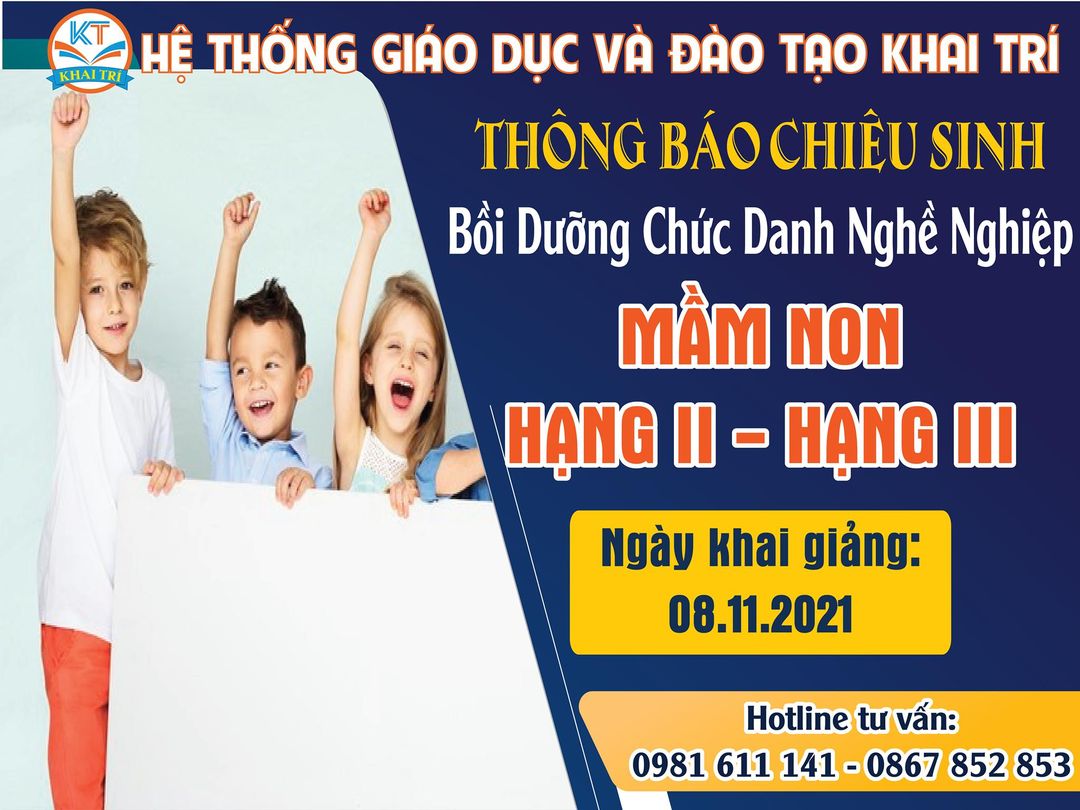 KT
KHAI TRÍ
HỆ THỐNG GIÁO DỤC VÀ ĐÀO TẠO KHAI TRÍ
THÔNG BÁO CHIÊU SINH
Bồi Dưỡng Chức Danh Nghề Nghiệp
MẦM NON
HẠNG II – HẠNG III
Ngày khai giảng:
08.11.2021
Hotline tư vấn:
0981 611 141 - 0867 852 853